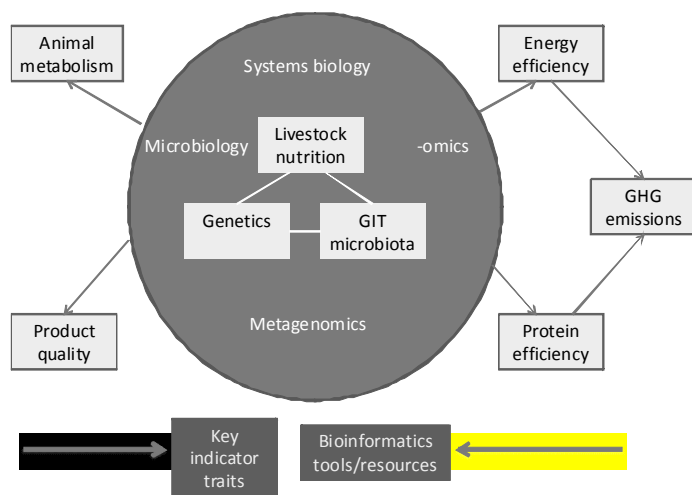 Animal
metabolism
Energy
efficiency
Systems biology
Microbiology
Livestock
nutrition
-omics
Genetics
GIT
microbiota
GHG
emissions
Metagenomics
Product
quality
Protein
efficiency
Key
indicator
traits
Bioinformatics
tools/resources